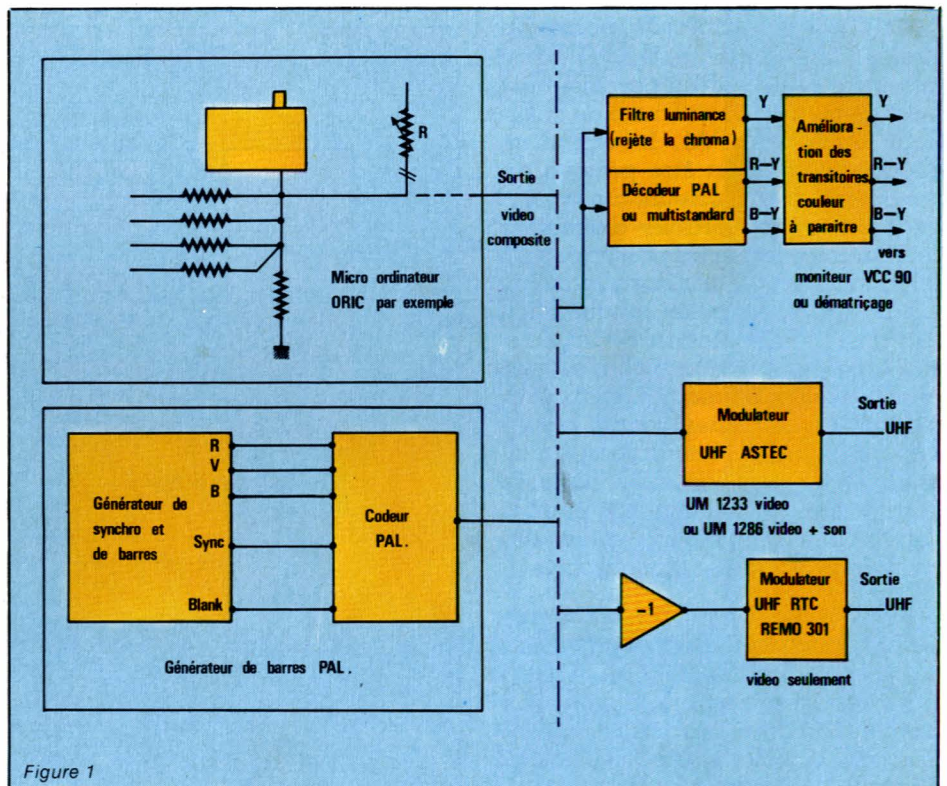 R
Sortie
video
composite
Micro ordinateur
ORIC par exemple
Filtre luminance
(rejète la chroma)
Décodeur PAL
ou multistandard
Y
R—Y
B—Y
Améliora -
tion des
transitoires
couleur
à paraitre
Y
R—Y
B—Y
vers
moniteur VCC 90
ou dématriçage
Générateur de
synchro et
de barres
R
V
B
Sync
Blank
Codeur
PAL.
Générateur de barres PAL.
Modulateur
UHF ASTEC
Sortie
UHF
UM 1233 video
ou UM 1286 video + son
—1
Modulateur
UHF RTC
REMO 301
Sortie
UHF
video seulement
Figure 1